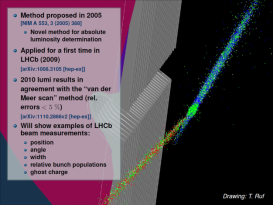 Method proposed in 2005
[NIM A 553, 3 (2005) 388]
Novel method for absolute
luminosity determination
Applied for a first time in
LHCb (2009)
[arXiv:1008.3105 [hep-ex]]
2010 lumi results in
agreement with the "van der
Meer scan" method (rel.
errors < 5 %)
[arXiv:1110.2866v2 [hep-ex]]
Will show examples of LHCb
beam measurements:
position
angle
width
relative bunch populations
ghost charge
Drawing: T. Ruf